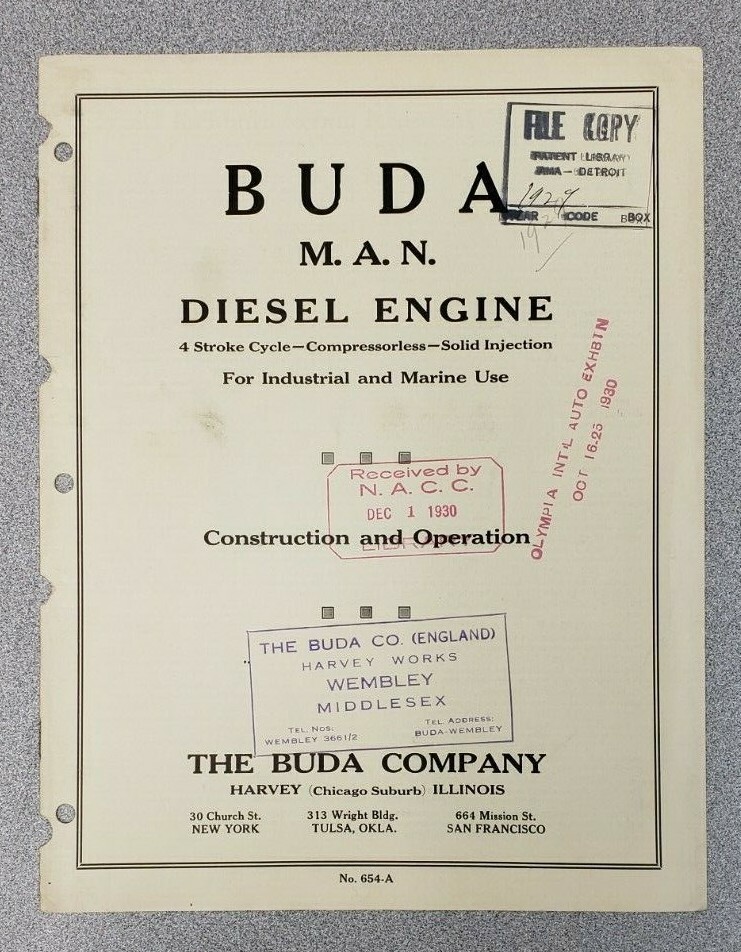 FILE COPY
PATENT LIBRARY
AMA - DETROIT
1929
YEAR CODE BOX
BUDA
M. A. N.
DIESEL ENGINE
4 Stroke Cycle—Compressorless—Solid Injection
For Industrial and Marine Use
OLYMPIA INT'L AUTO EXHBTN
OCT 16-25 1930
Received by
N. A. C. C.
DEC 1 1930
LIBRARY
Construction and Operation
THE BUDA CO. (ENGLAND)
HARVEY WORKS
WEMBLEY
MIDDLESEX
TEL. NOS: TEL. ADDRESS:
WEMBLEY 3661/2 BUDA-WEMBLEY
THE BUDA COMPANY
HARVEY (Chicago Suburb) ILLINOIS
30 Church St. 313 Wright Bldg. 664 Mission St.
NEW YORK TULSA, OKLA. SAN FRANCISCO
No. 654-A